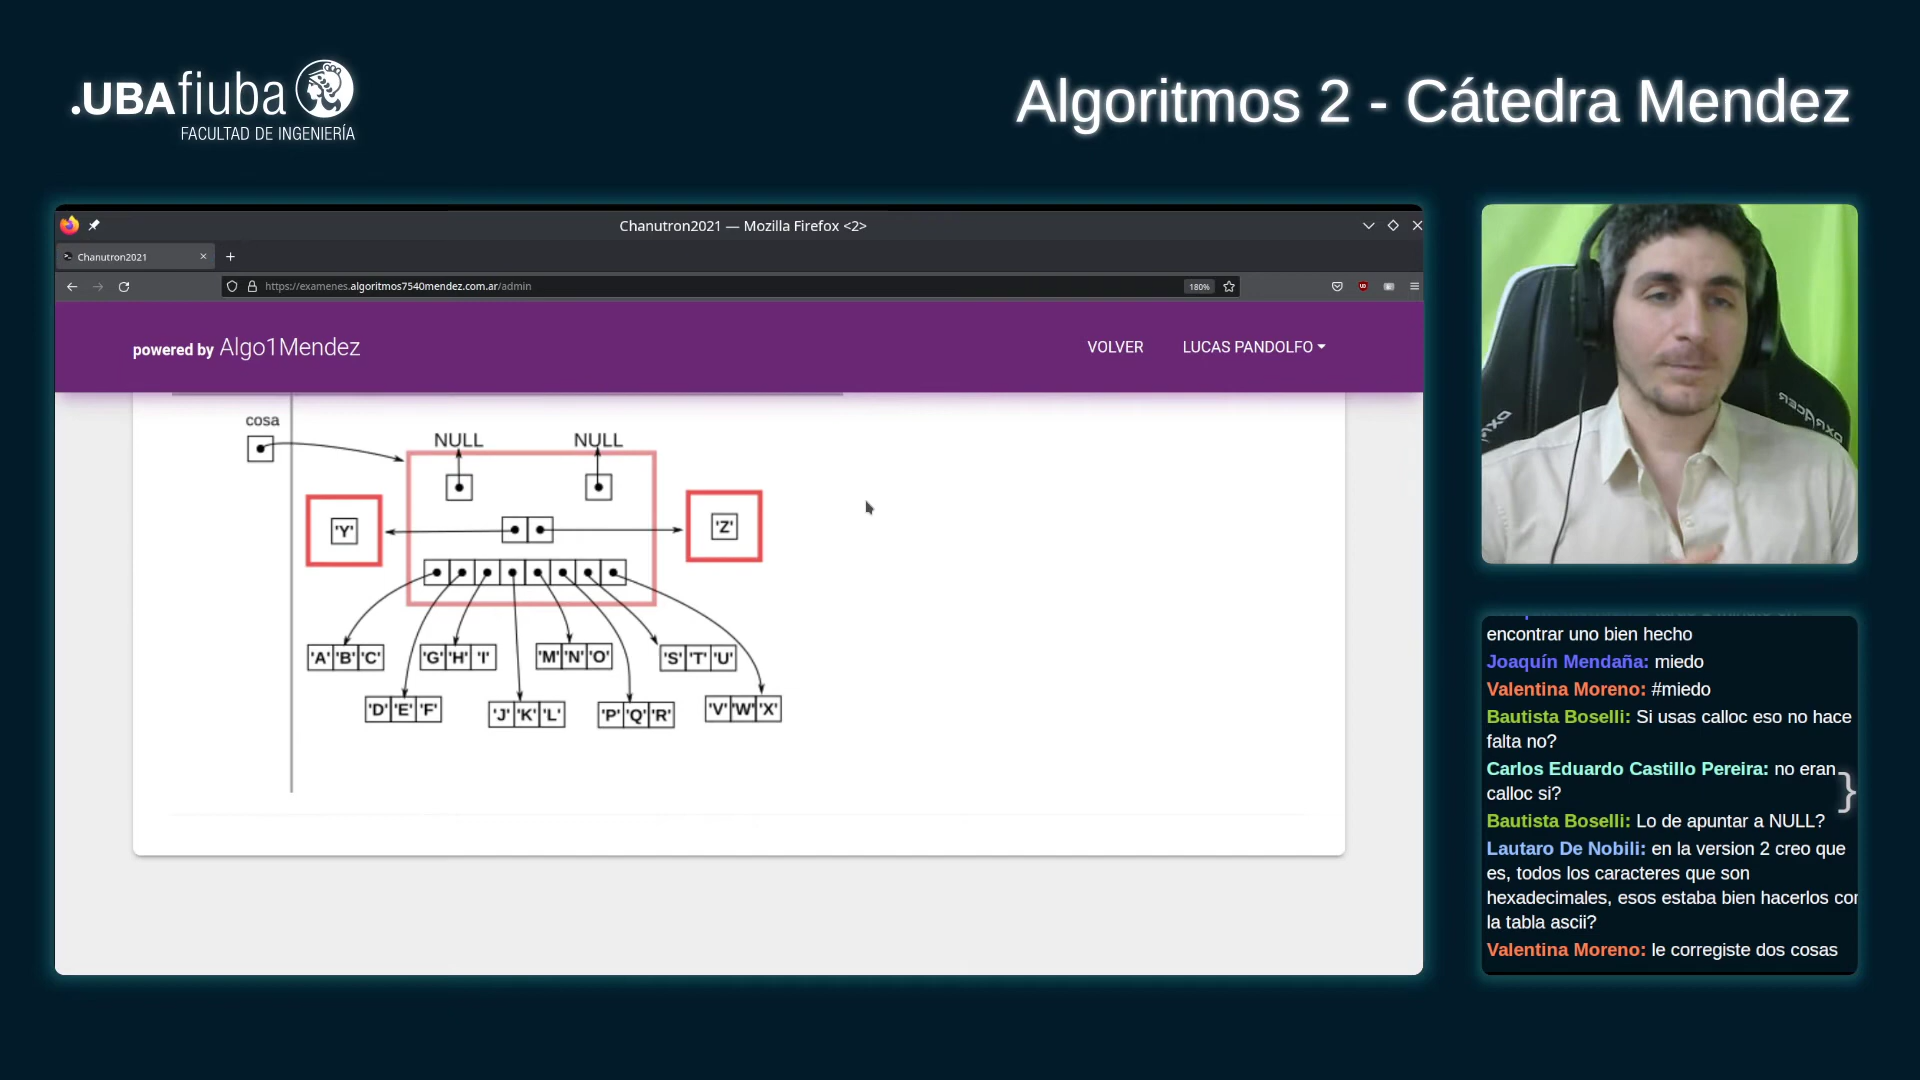 .UBAfiuba
FACULTAD DE INGENIERÍA
Algoritmos 2 - Cátedra Mendez
Chanutron2021 — Mozilla Firefox <2>
Chanutron2021
https://examenes.algoritmos7540mendez.com.ar/admin
180%
powered by Algo1Mendez
VOLVER
LUCAS PANDOLFO
cosa
NULL NULL
'Y' 'Z'
'A' 'B' 'C' 'G' 'H' 'I' 'M' 'N' 'O' 'S' 'T' 'U'
'D' 'E' 'F' 'J' 'K' 'L' 'P' 'Q' 'R' 'V' 'W' 'X'
encontrar uno bien hecho
Joaquín Mendaña: miedo
Valentina Moreno: #miedo
Bautista Boselli: Si usas calloc eso no hace
falta no?
Carlos Eduardo Castillo Pereira: no eran
calloc si?
}
Bautista Boselli: Lo de apuntar a NULL?
Lautaro De Nobili: en la version 2 creo que
es, todos los caracteres que son
hexadecimales, esos estaba bien hacerlos con
la tabla ascii?
Valentina Moreno: le corregiste dos cosas